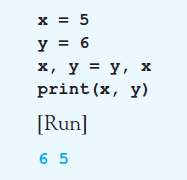 x = 5
y = 6
x, y = y, x
print(x, y)
[Run]
6 5